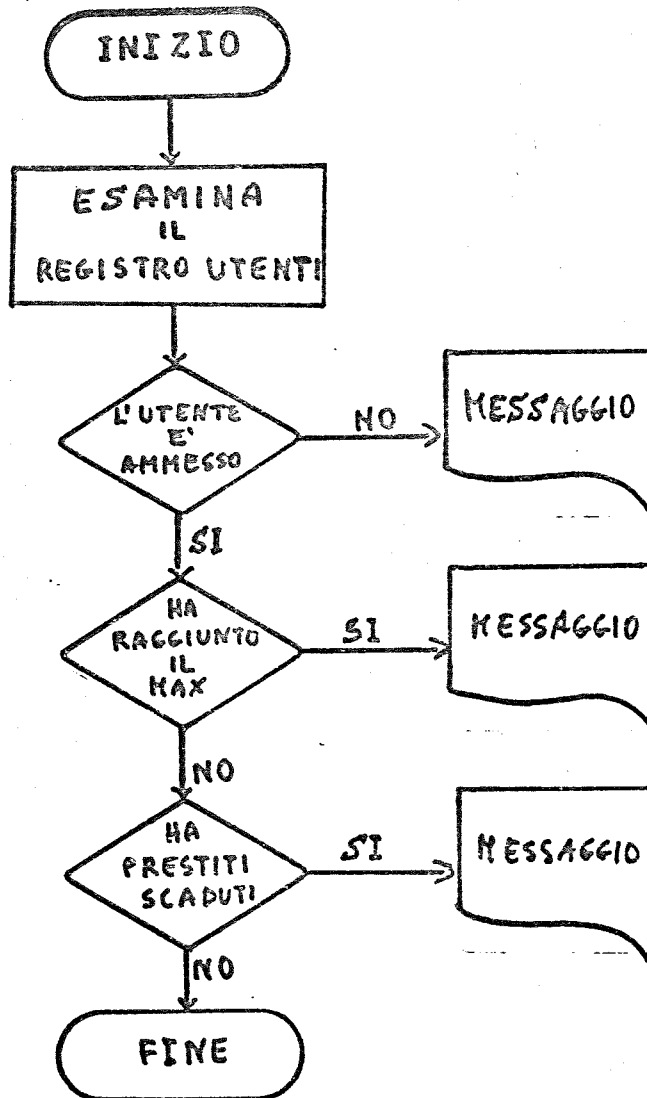 INIZIO
ESAMINA
IL
REGISTRO UTENTI
L'UTENTE
E'
AMMESSO
NO
MESSAGGIO
SI
HA
RAGGIUNTO
IL
MAX
SI
MESSAGGIO
NO
HA
PRESTITI
SCADUTI
SI
MESSAGGIO
NO
FINE